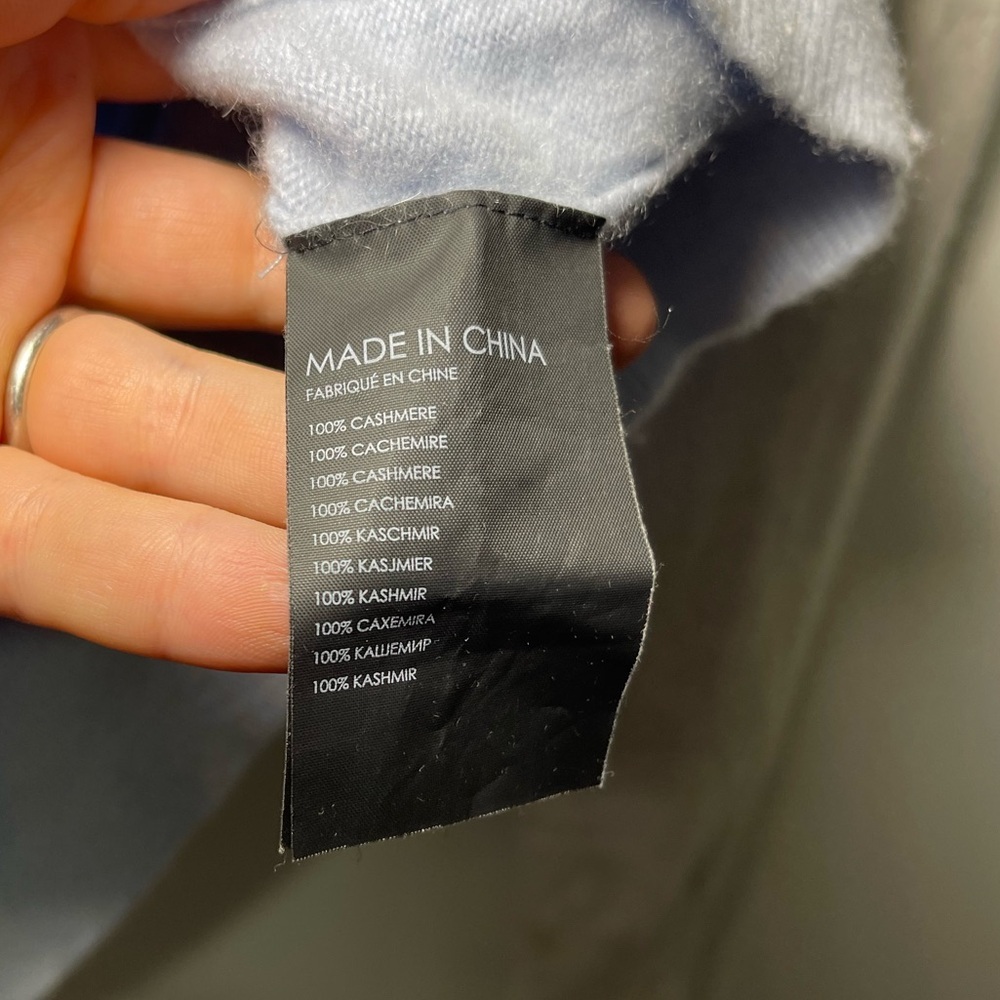 MADE IN CHINA
FABRIQUÉ EN CHINE
100% CASHMERE
100% CACHEMIRE
100% CASHMERE
100% CACHEMIRA
100% KASCHMIR
100% KASJMIER
100% KASHMIR
100% CAXEMIRA
100% КАШЕМИР
100% KASHMIR